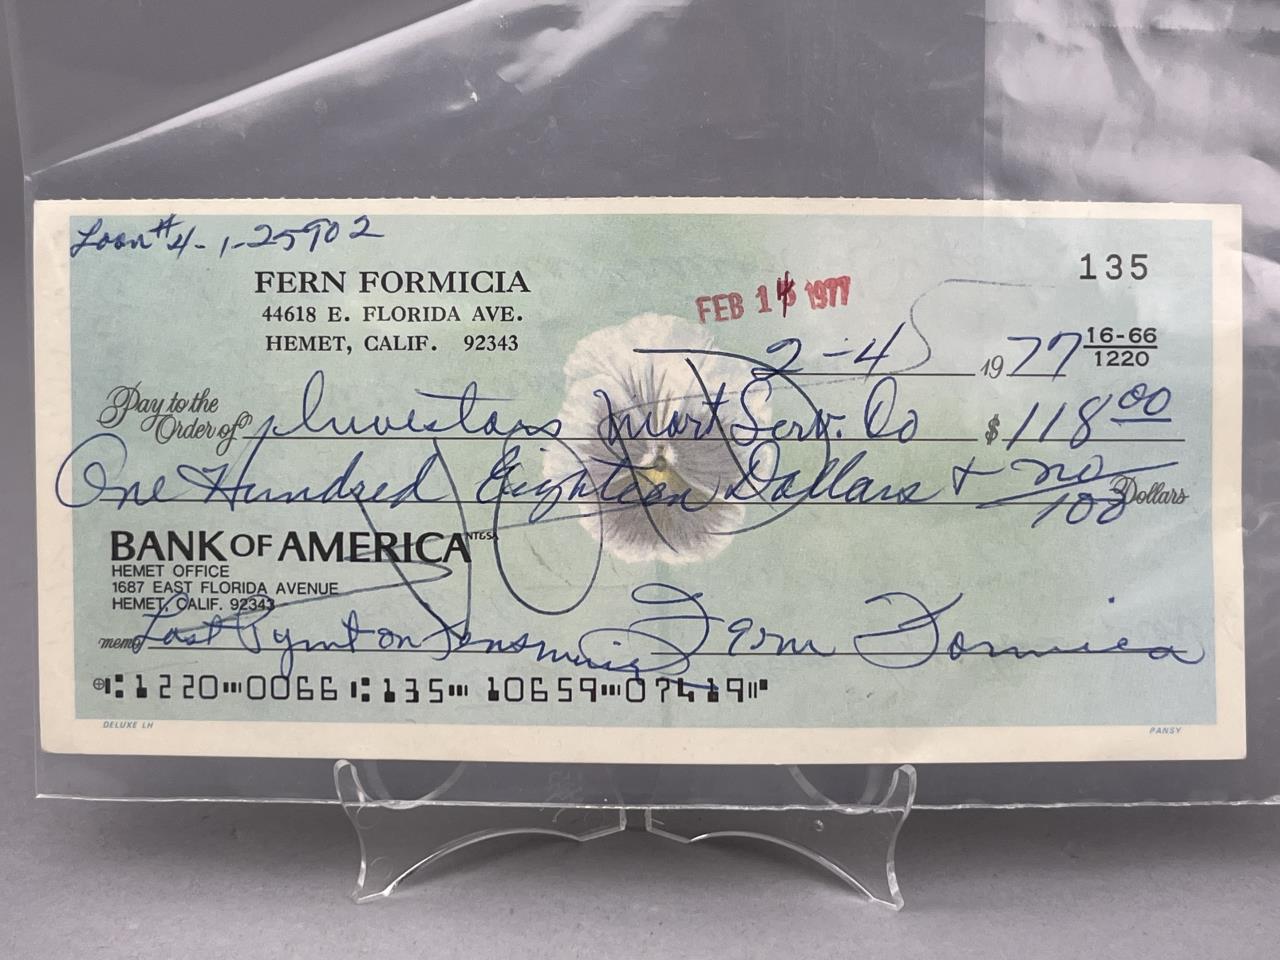 Loan # 4-1-25902
FERN FORMICIA
44618 E. FLORIDA AVE.
HEMET, CALIF. 92343
135
FEB 1 1977
2-4 1977
16-66
1220
Pay to the
Order of Investors Mort Serv. Co $ 118 00
One Hundred Eighteen Dollars + no/100 Dollars
BANK OF AMERICA NT&SA
HEMET OFFICE
1687 EAST FLORIDA AVENUE
HEMET, CALIF. 92343
memo Last Pymt on Fern Formicia
⑆1220⑉0066⑆135⑉ 10659⑉07419⑈
DELUXE LH
PANSY